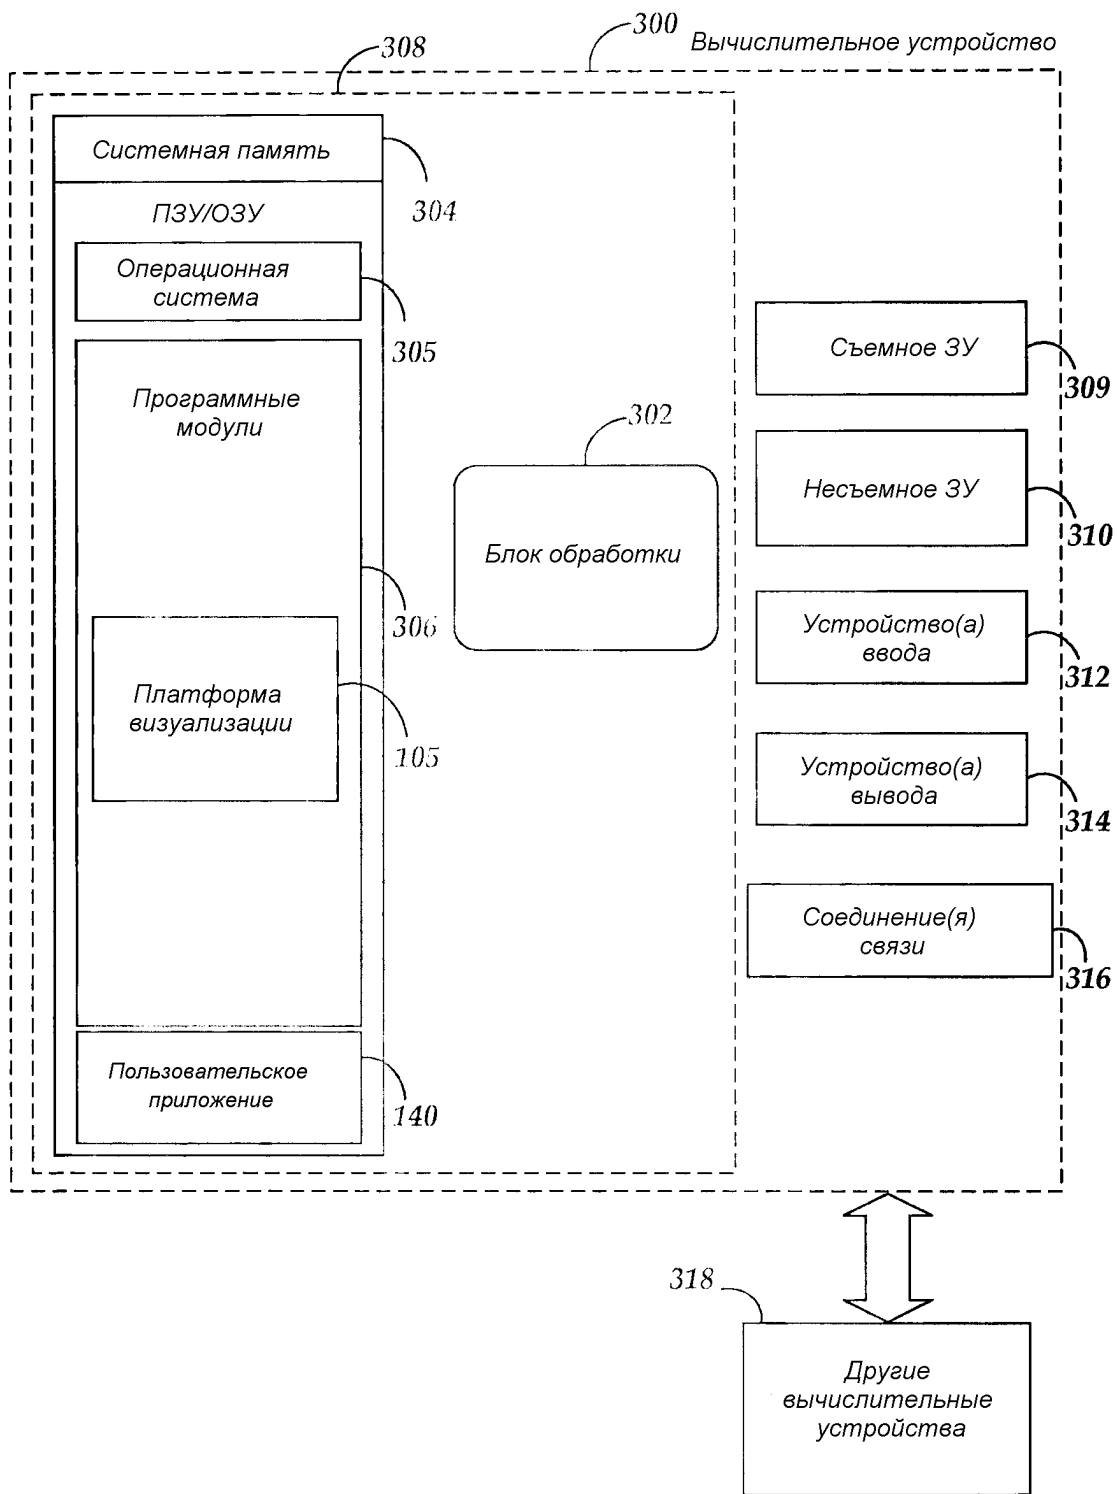 300
Вычислительное устройство
308
Системная память
304
ПЗУ/ОЗУ
Операционная
система
305
Программные
модули
306
Платформа
визуализации
105
Пользовательское
приложение
140
302
Блок обработки
Съемное ЗУ
309
Несъемное ЗУ
310
Устройство(а)
ввода
312
Устройство(а)
вывода
314
Соединение(я)
связи
316
318
Другие
вычислительные
устройства